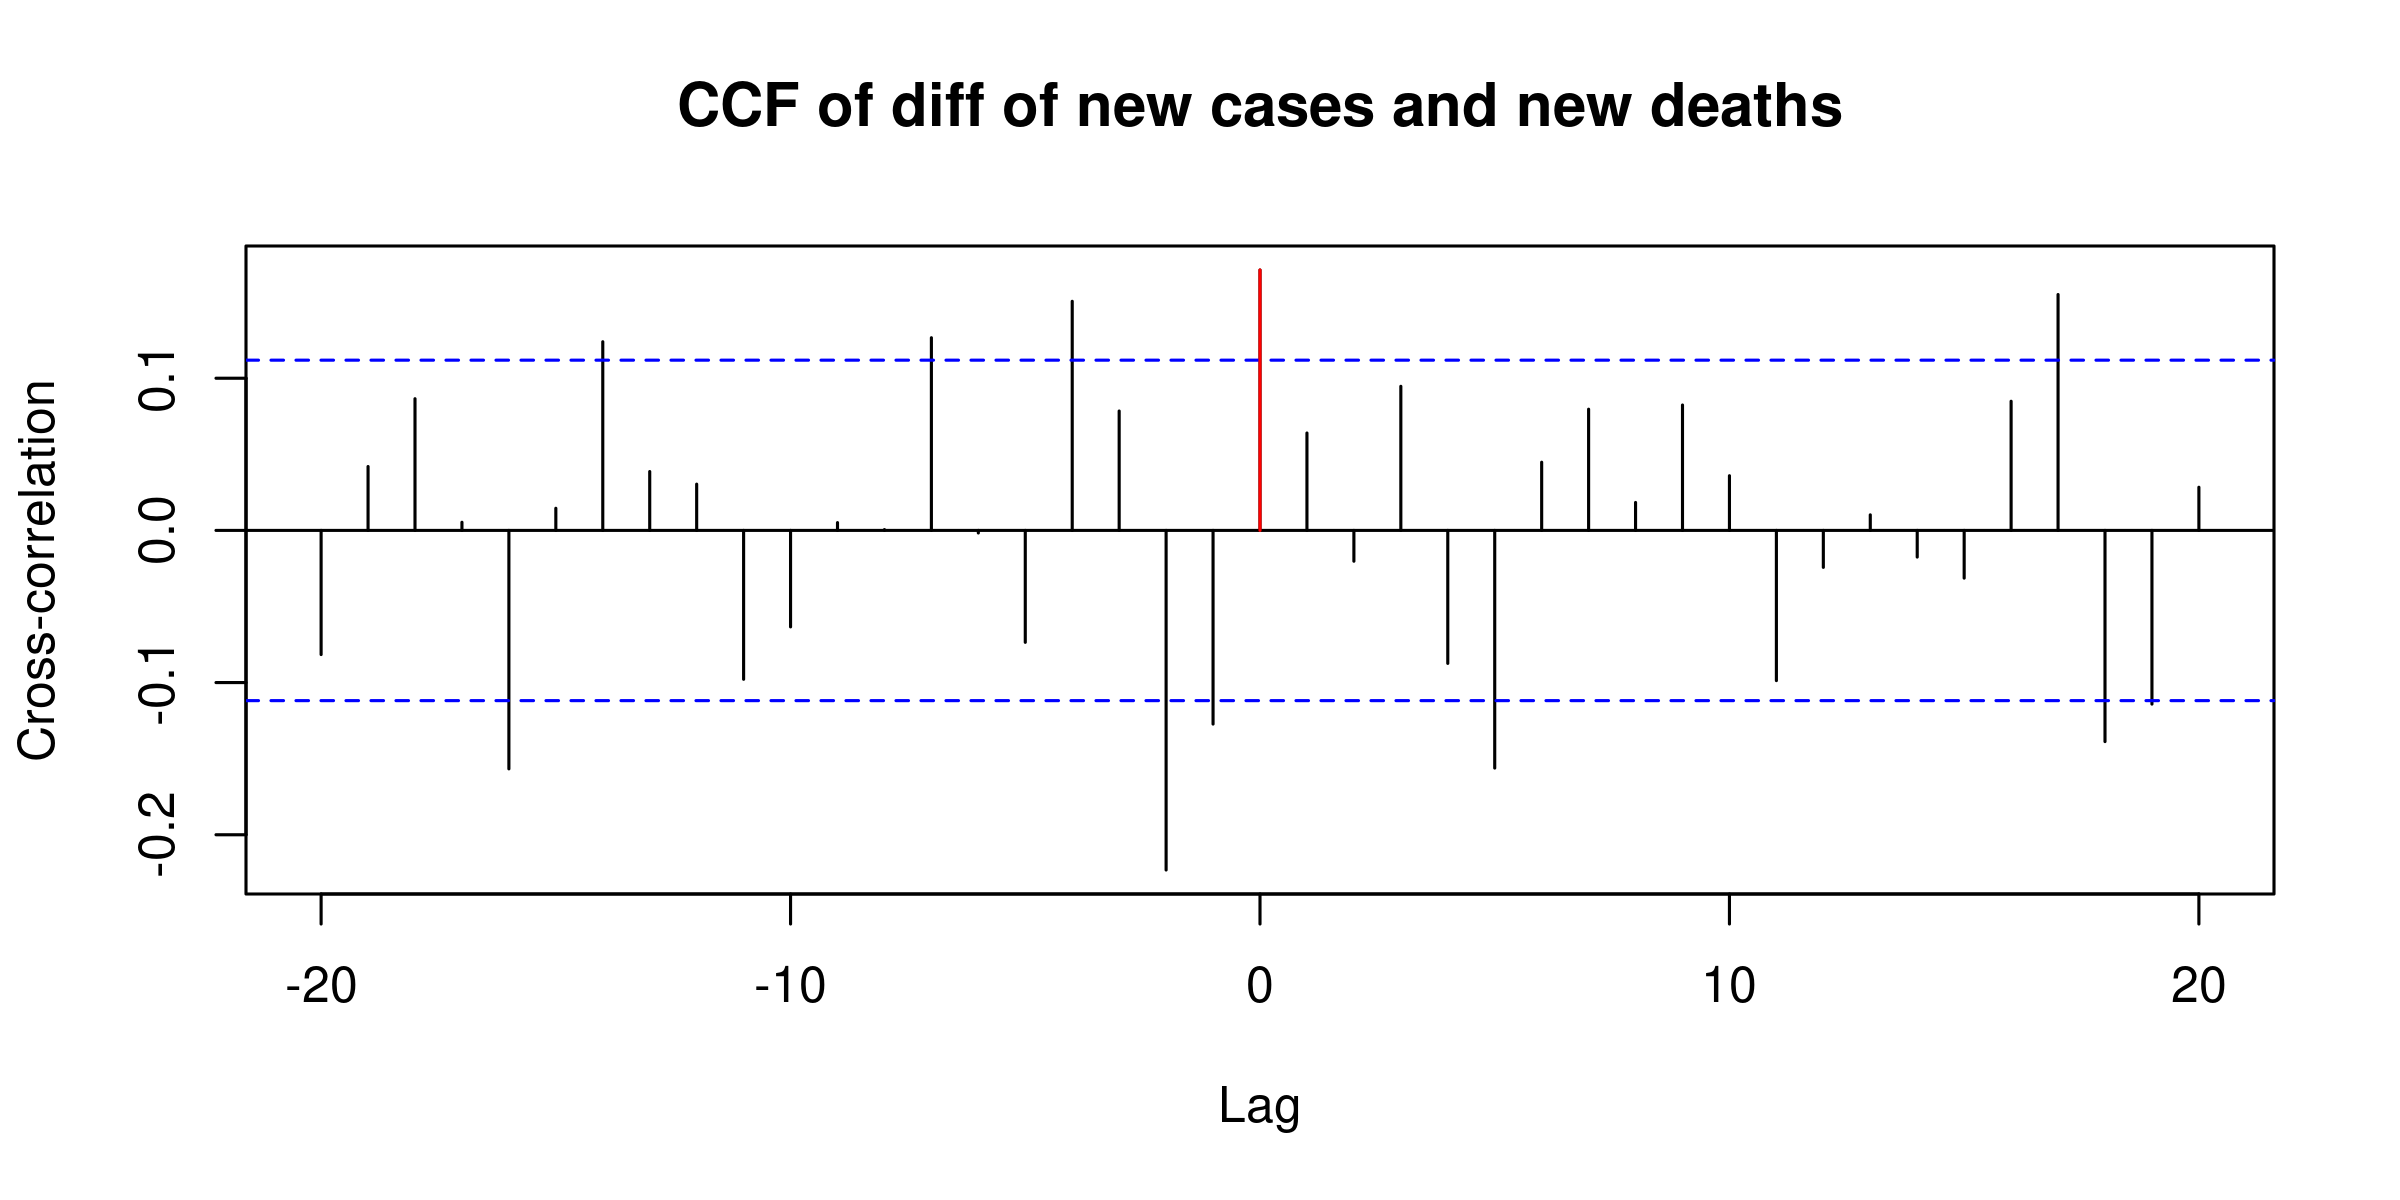 CCF of diff of new cases and new deaths
Cross-correlation
0.1
0.0
-0.1
-0.2
-20 -10 0 10 20
Lag